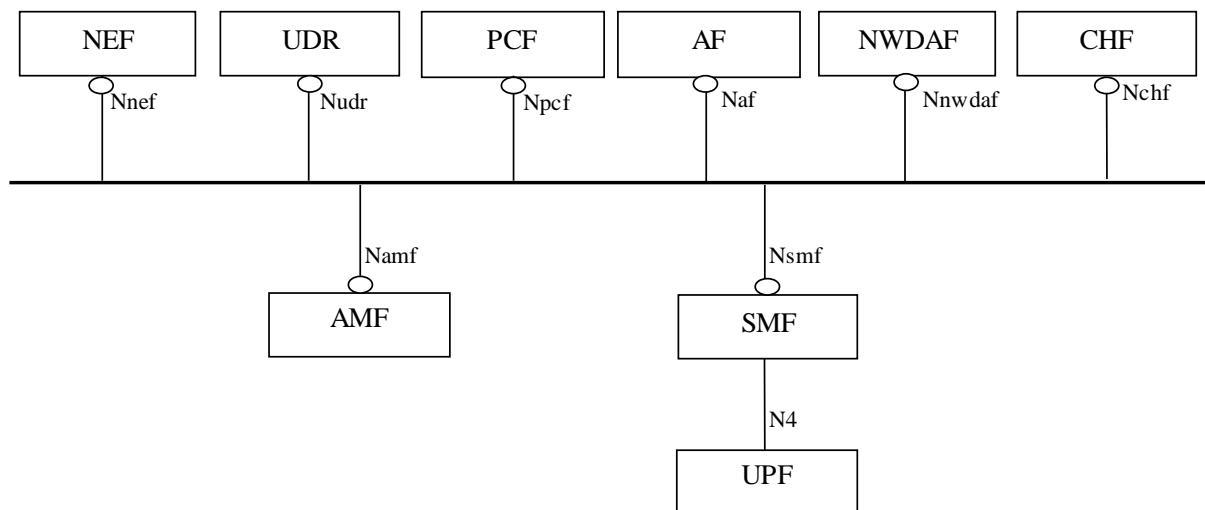 NEF UDR PCF AF NWDAF CHF
Nnef Nudr Npcf Naf Nnwdaf Nchf
Namf Nsmf
AMF SMF
N4
UPF